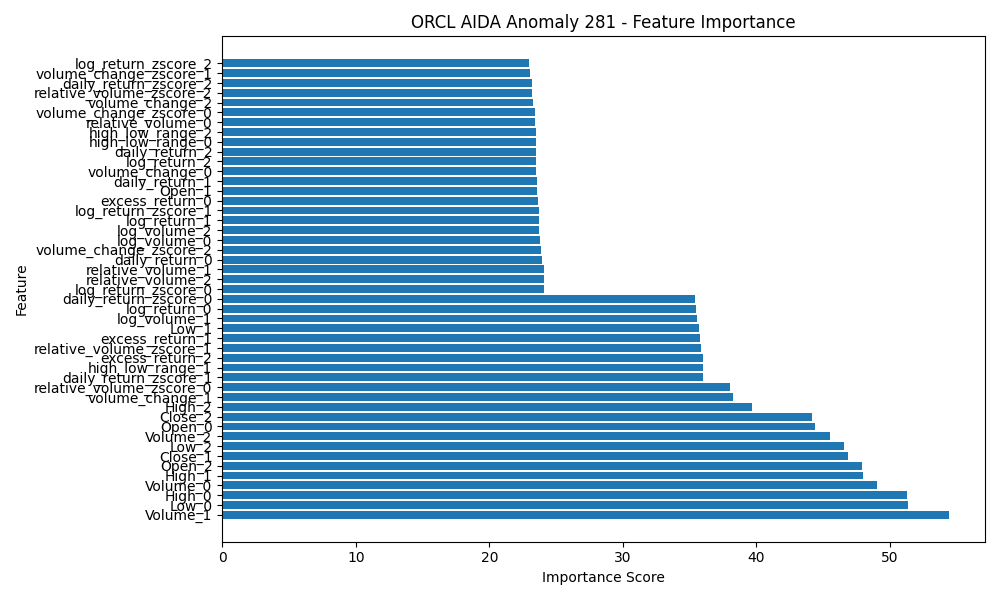 ORCL AIDA Anomaly 281 - Feature Importance
log_return_zscore_2
volume_change_zscore_1
daily_return_zscore_2
relative_volume_zscore_2
volume_change_2
volume_change_zscore_0
relative_volume_0
high_low_range_2
high_low_range_0
daily_return_2
log_return_2
volume_change_0
daily_return_1
Open_1
excess_return_0
log_return_zscore_1
log_return_1
log_volume_2
log_volume_0
volume_change_zscore_2
daily_return_0
relative_volume_1
relative_volume_2
log_return_zscore_0
daily_return_zscore_0
log_return_0
log_volume_1
Low_1
excess_return_1
relative_volume_zscore_1
excess_return_2
high_low_range_1
daily_return_zscore_1
relative_volume_zscore_0
volume_change_1
High_2
Close_2
Open_0
Volume_2
Low_2
Close_1
Open_2
High_1
Volume_0
High_0
Low_0
Volume_1
Feature
0 10 20 30 40 50
Importance Score